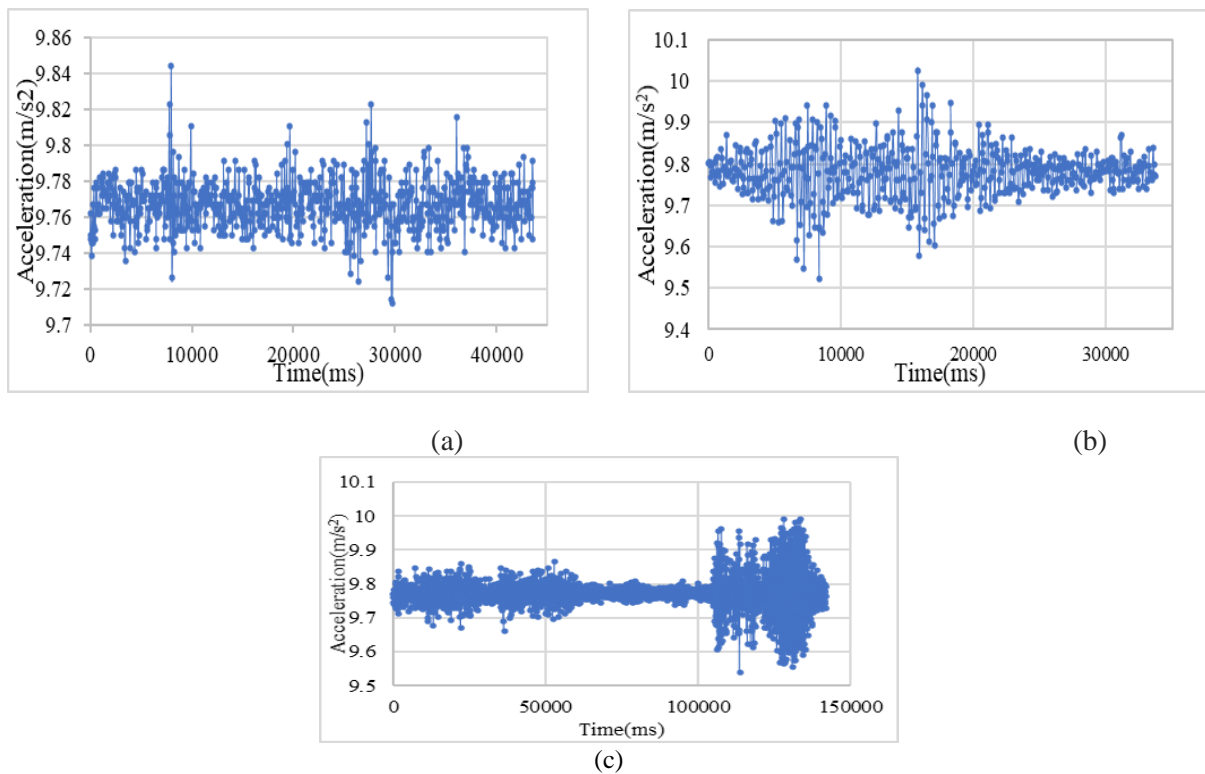 9.86
9.84
9.82
9.8
9.78
9.76
9.74
9.72
9.7
Acceleration(m/s2)
0 10000 20000 30000 40000
Time(ms)
10.1
10
9.9
9.8
9.7
9.6
9.5
9.4
Acceleration(m/s²)
0 10000 20000 30000
Time(ms)
(a) (b)
10.1
10
9.9
9.8
9.7
9.6
9.5
Acceleration(m/s²)
0 50000 100000 150000
Time(ms)
(c)